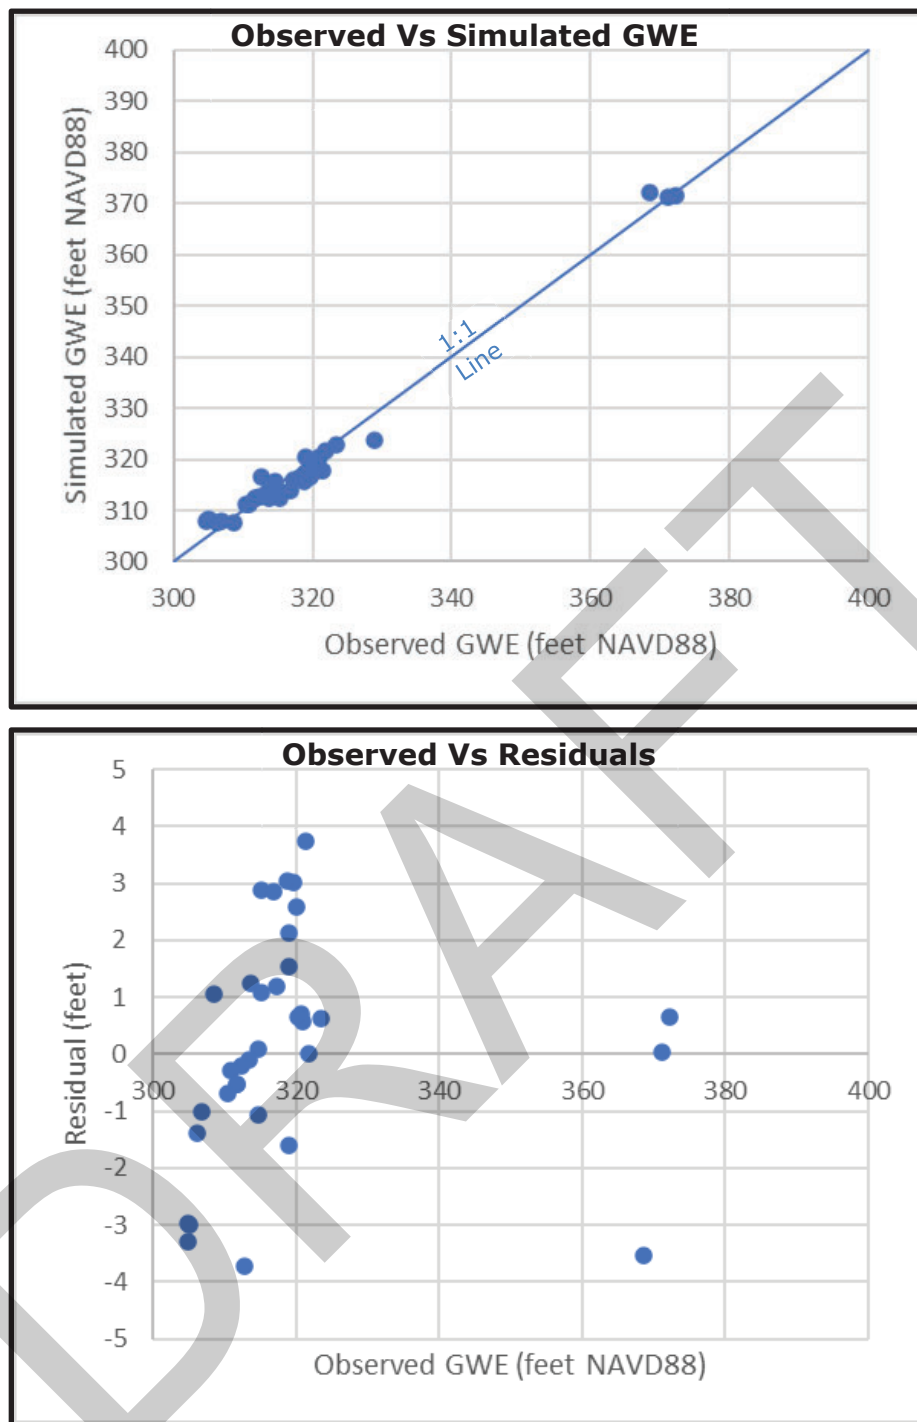 Observed Vs Simulated GWE
400
390
380
370
360
350
340
330
320
310
300
Simulated GWE (feet NAVD88)
1:1
Line
300 320 340 360 380 400
Observed GWE (feet NAVD88)
Observed Vs Residuals
5
4
3
2
1
0
-1
-2
-3
-4
-5
Residual (feet)
300 320 340 360 380 400
Observed GWE (feet NAVD88)
DRAFT